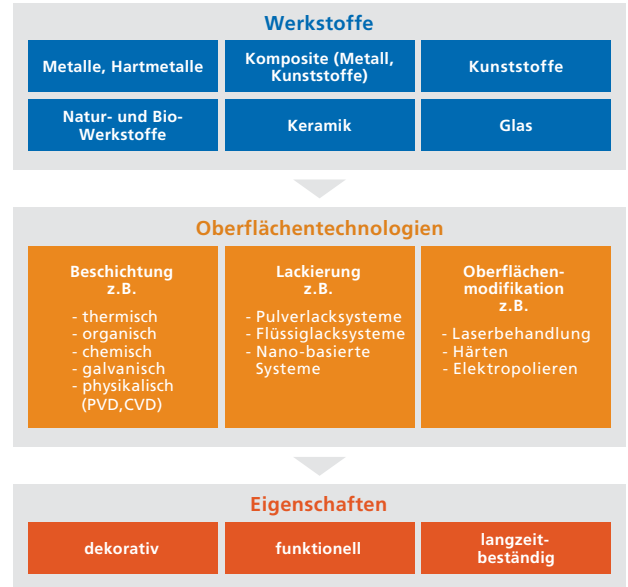 Werkstoffe
Metalle, Hartmetalle
Komposite (Metall,
Kunststoffe)
Kunststoffe
Natur- und Bio-
Werkstoffe
Keramik
Glas
Oberflächentechnologien
Beschichtung
z.B.
- thermisch
- organisch
- chemisch
- galvanisch
- physikalisch
(PVD,CVD)
Lackierung
z.B.
- Pulverlacksysteme
- Flüssiglacksysteme
- Nano-basierte
Systeme
Oberflächen-
modifikation
z.B.
- Laserbehandlung
- Härten
- Elektropolieren
Eigenschaften
dekorativ
funktionell
langzeit-
beständig